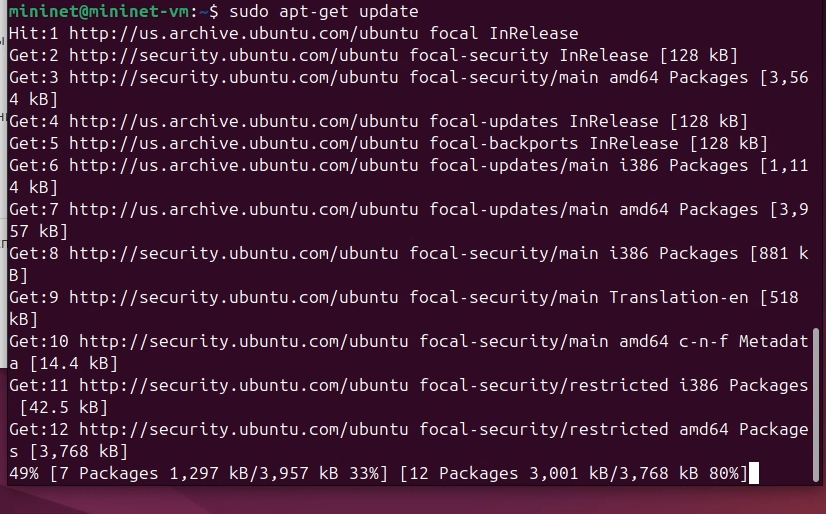 mininet@mininet-vm:~$ sudo apt-get update
Hit:1 http://us.archive.ubuntu.com/ubuntu focal InRelease
Get:2 http://security.ubuntu.com/ubuntu focal-security InRelease [128 kB]
Get:3 http://security.ubuntu.com/ubuntu focal-security/main amd64 Packages [3,56
4 kB]
Get:4 http://us.archive.ubuntu.com/ubuntu focal-updates InRelease [128 kB]
Get:5 http://us.archive.ubuntu.com/ubuntu focal-backports InRelease [128 kB]
Get:6 http://us.archive.ubuntu.com/ubuntu focal-updates/main i386 Packages [1,11
4 kB]
Get:7 http://us.archive.ubuntu.com/ubuntu focal-updates/main amd64 Packages [3,9
57 kB]
Get:8 http://security.ubuntu.com/ubuntu focal-security/main i386 Packages [881 k
B]
Get:9 http://security.ubuntu.com/ubuntu focal-security/main Translation-en [518
kB]
Get:10 http://security.ubuntu.com/ubuntu focal-security/main amd64 c-n-f Metadat
a [14.4 kB]
Get:11 http://security.ubuntu.com/ubuntu focal-security/restricted i386 Packages
 [42.5 kB]
Get:12 http://security.ubuntu.com/ubuntu focal-security/restricted amd64 Package
s [3,768 kB]
49% [7 Packages 1,297 kB/3,957 kB 33%] [12 Packages 3,001 kB/3,768 kB 80%]